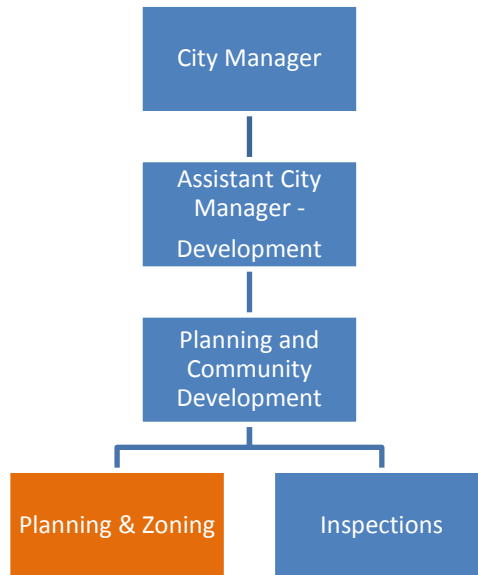 City Manager
Assistant City
Manager -
Development
Planning and
Community
Development
Planning & Zoning
Inspections